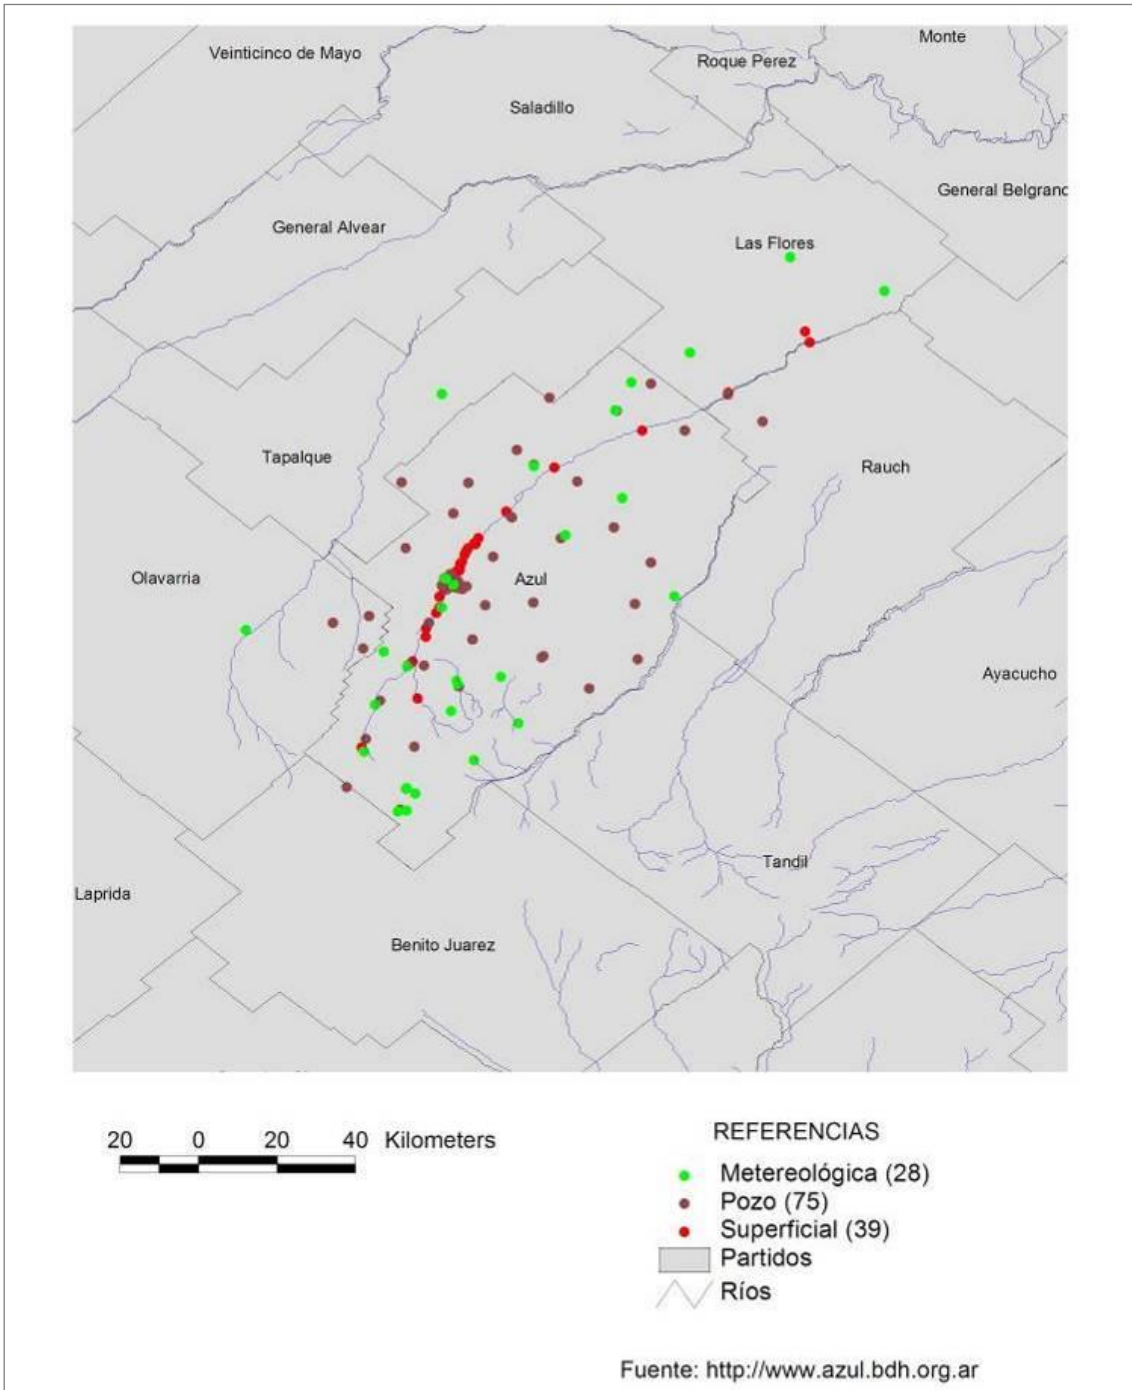 Monte
Veinticinco de Mayo
Roque Perez
Saladillo
General Belgrano
General Alvear
Las Flores
Tapalque
Rauch
Olavarria
Azul
Ayacucho
Tandil
Laprida
Benito Juarez
20 0 20 40 Kilometers
REFERENCIAS
Metereológica (28)
Pozo (75)
Superficial (39)
Partidos
Ríos
Fuente: http://www.azul.bdh.org.ar